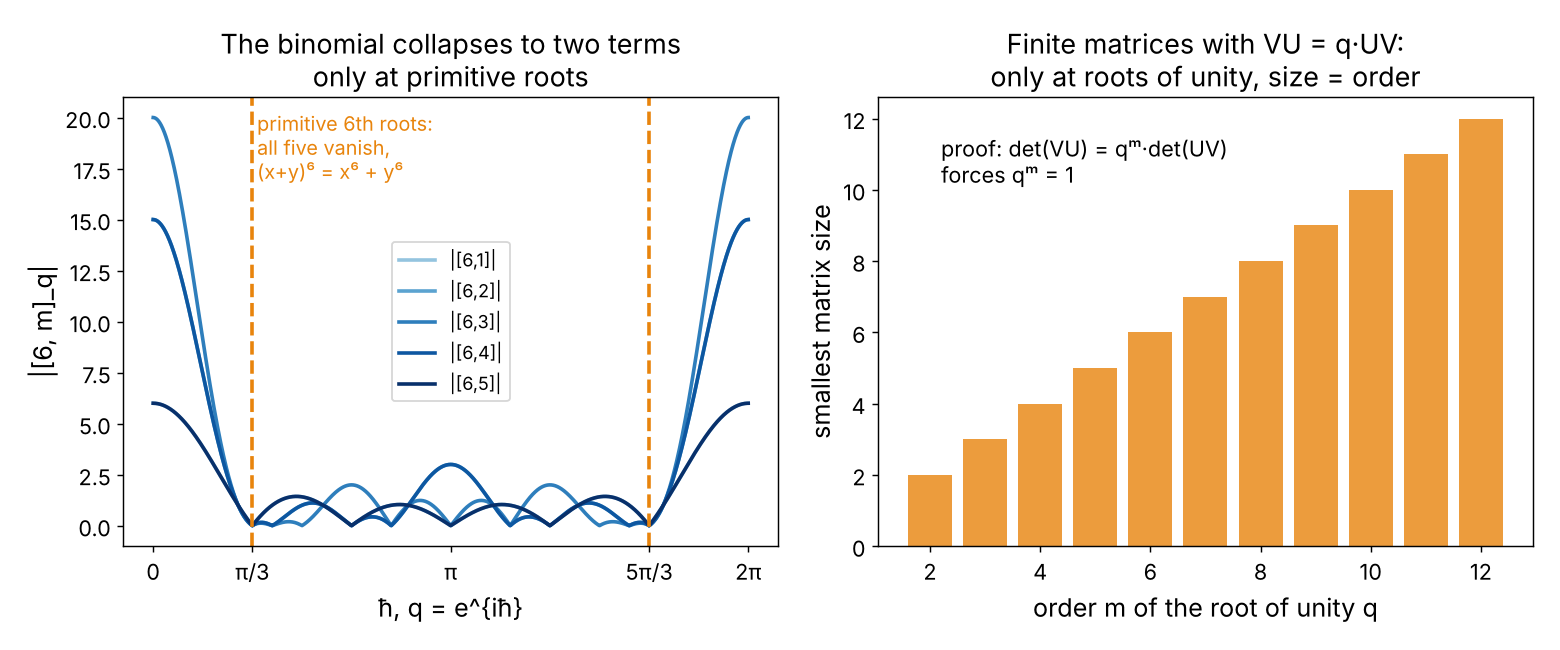 The binomial collapses to two terms
only at primitive roots
|[6, m]_q|
20.0
17.5
15.0
12.5
10.0
7.5
5.0
2.5
0.0
primitive 6th roots:
all five vanish,
(x+y)⁶ = x⁶ + y⁶
|[6,1]|
|[6,2]|
|[6,3]|
|[6,4]|
|[6,5]|
0 π/3 π 5π/3 2π
ħ, q = e^{iħ}
Finite matrices with VU = q·UV:
only at roots of unity, size = order
smallest matrix size
12
10
8
6
4
2
0
proof: det(VU) = qᵐ·det(UV)
forces qᵐ = 1
2 4 6 8 10 12
order m of the root of unity q